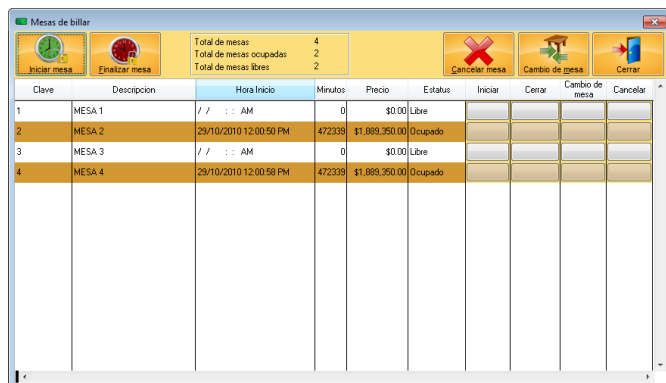 Mesas de billar
Iniciar mesa
Finalizar mesa
Total de mesas 4
Total de mesas ocupadas 2
Total de mesas libres 2
Cancelar mesa
Cambio de mesa
Cerrar
Clave Descripcion Hora Inicio Minutos Precio Estatus Iniciar Cerrar Cambio de mesa Cancelar
1 MESA 1 / / : : AM 0 $0.00 Libre
2 MESA 2 29/10/2010 12:00:50 PM 472339 $1,889,350.00 Ocupado
3 MESA 3 / / : : AM 0 $0.00 Libre
4 MESA 4 29/10/2010 12:00:58 PM 472339 $1,889,350.00 Ocupado